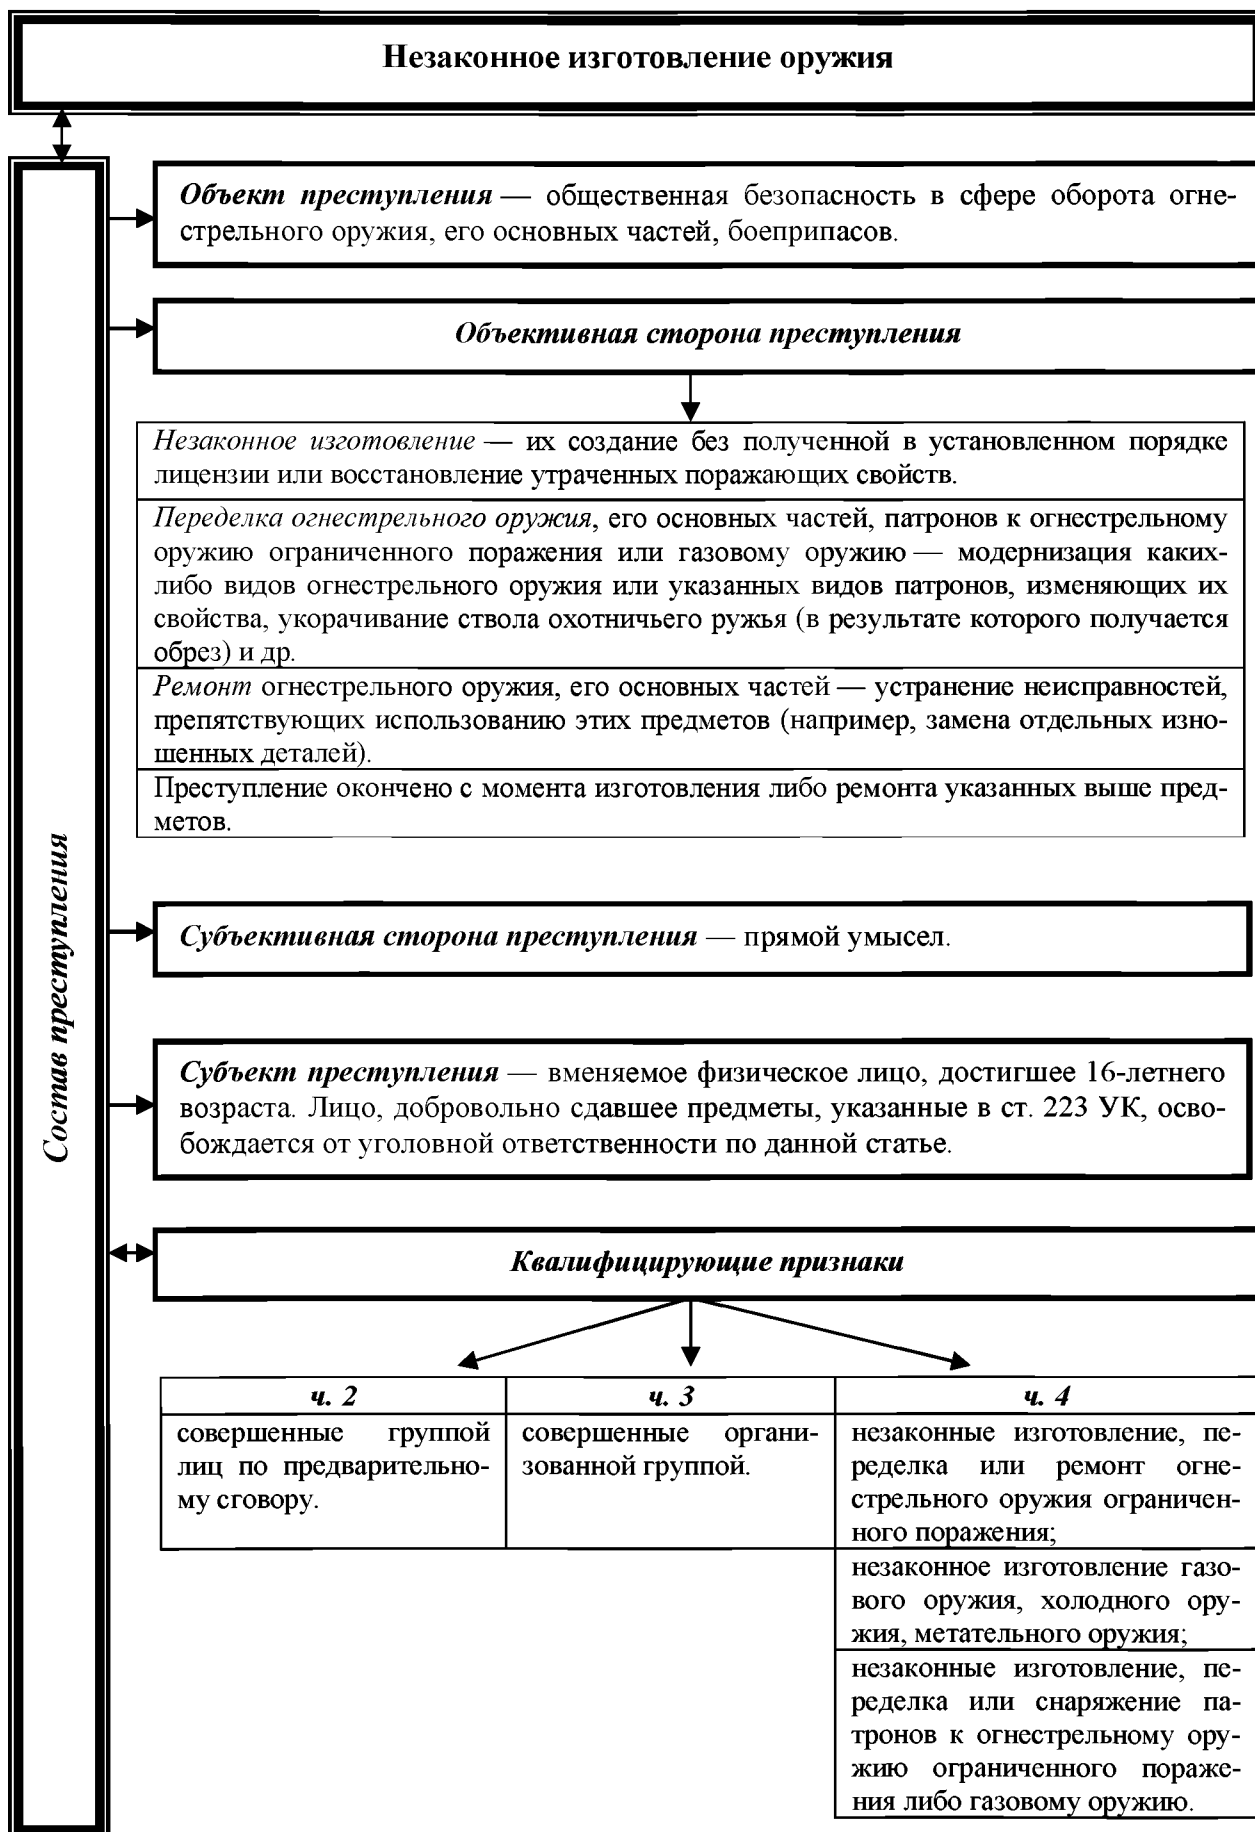 Незаконное изготовление оружия
Состав преступления
Объект преступления — общественная безопасность в сфере оборота огне-
стрельного оружия, его основных частей, боеприпасов.
Объективная сторона преступления
Незаконное изготовление — их создание без полученной в установленном порядке
лицензии или восстановление утраченных поражающих свойств.
Переделка огнестрельного оружия, его основных частей, патронов к огнестрельному
оружию ограниченного поражения или газовому оружию — модернизация каких-
либо видов огнестрельного оружия или указанных видов патронов, изменяющих их
свойства, укорачивание ствола охотничьего ружья (в результате которого получается
обрез) и др.
Ремонт огнестрельного оружия, его основных частей — устранение неисправностей,
препятствующих использованию этих предметов (например, замена отдельных изно-
шенных деталей).
Преступление окончено с момента изготовления либо ремонта указанных выше пред-
метов.
Субъективная сторона преступления — прямой умысел.
Субъект преступления — вменяемое физическое лицо, достигшее 16-летнего
возраста. Лицо, добровольно сдавшее предметы, указанные в ст. 223 УК, осво-
бождается от уголовной ответственности по данной статье.
Квалифицирующие признаки
ч. 2
совершенные группой
лиц по предварительно-
му сговору.
ч. 3
совершенные органи-
зованной группой.
ч. 4
незаконные изготовление, пе-
ределка или ремонт огне-
стрельного оружия ограничен-
ного поражения;
незаконное изготовление газо-
вого оружия, холодного ору-
жия, метательного оружия;
незаконные изготовление, пе-
ределка или снаряжение па-
тронов к огнестрельному ору-
жию ограниченного пораже-
ния либо газовому оружию.